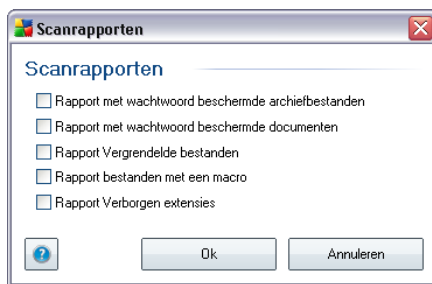 Scanrapporten
Scanrapporten
Rapport met wachtwoord beschermde archiefbestanden
Rapport met wachtwoord beschermde documenten
Rapport Vergrendelde bestanden
Rapport bestanden met een macro
Rapport Verborgen extensies
?
Ok
Annuleren